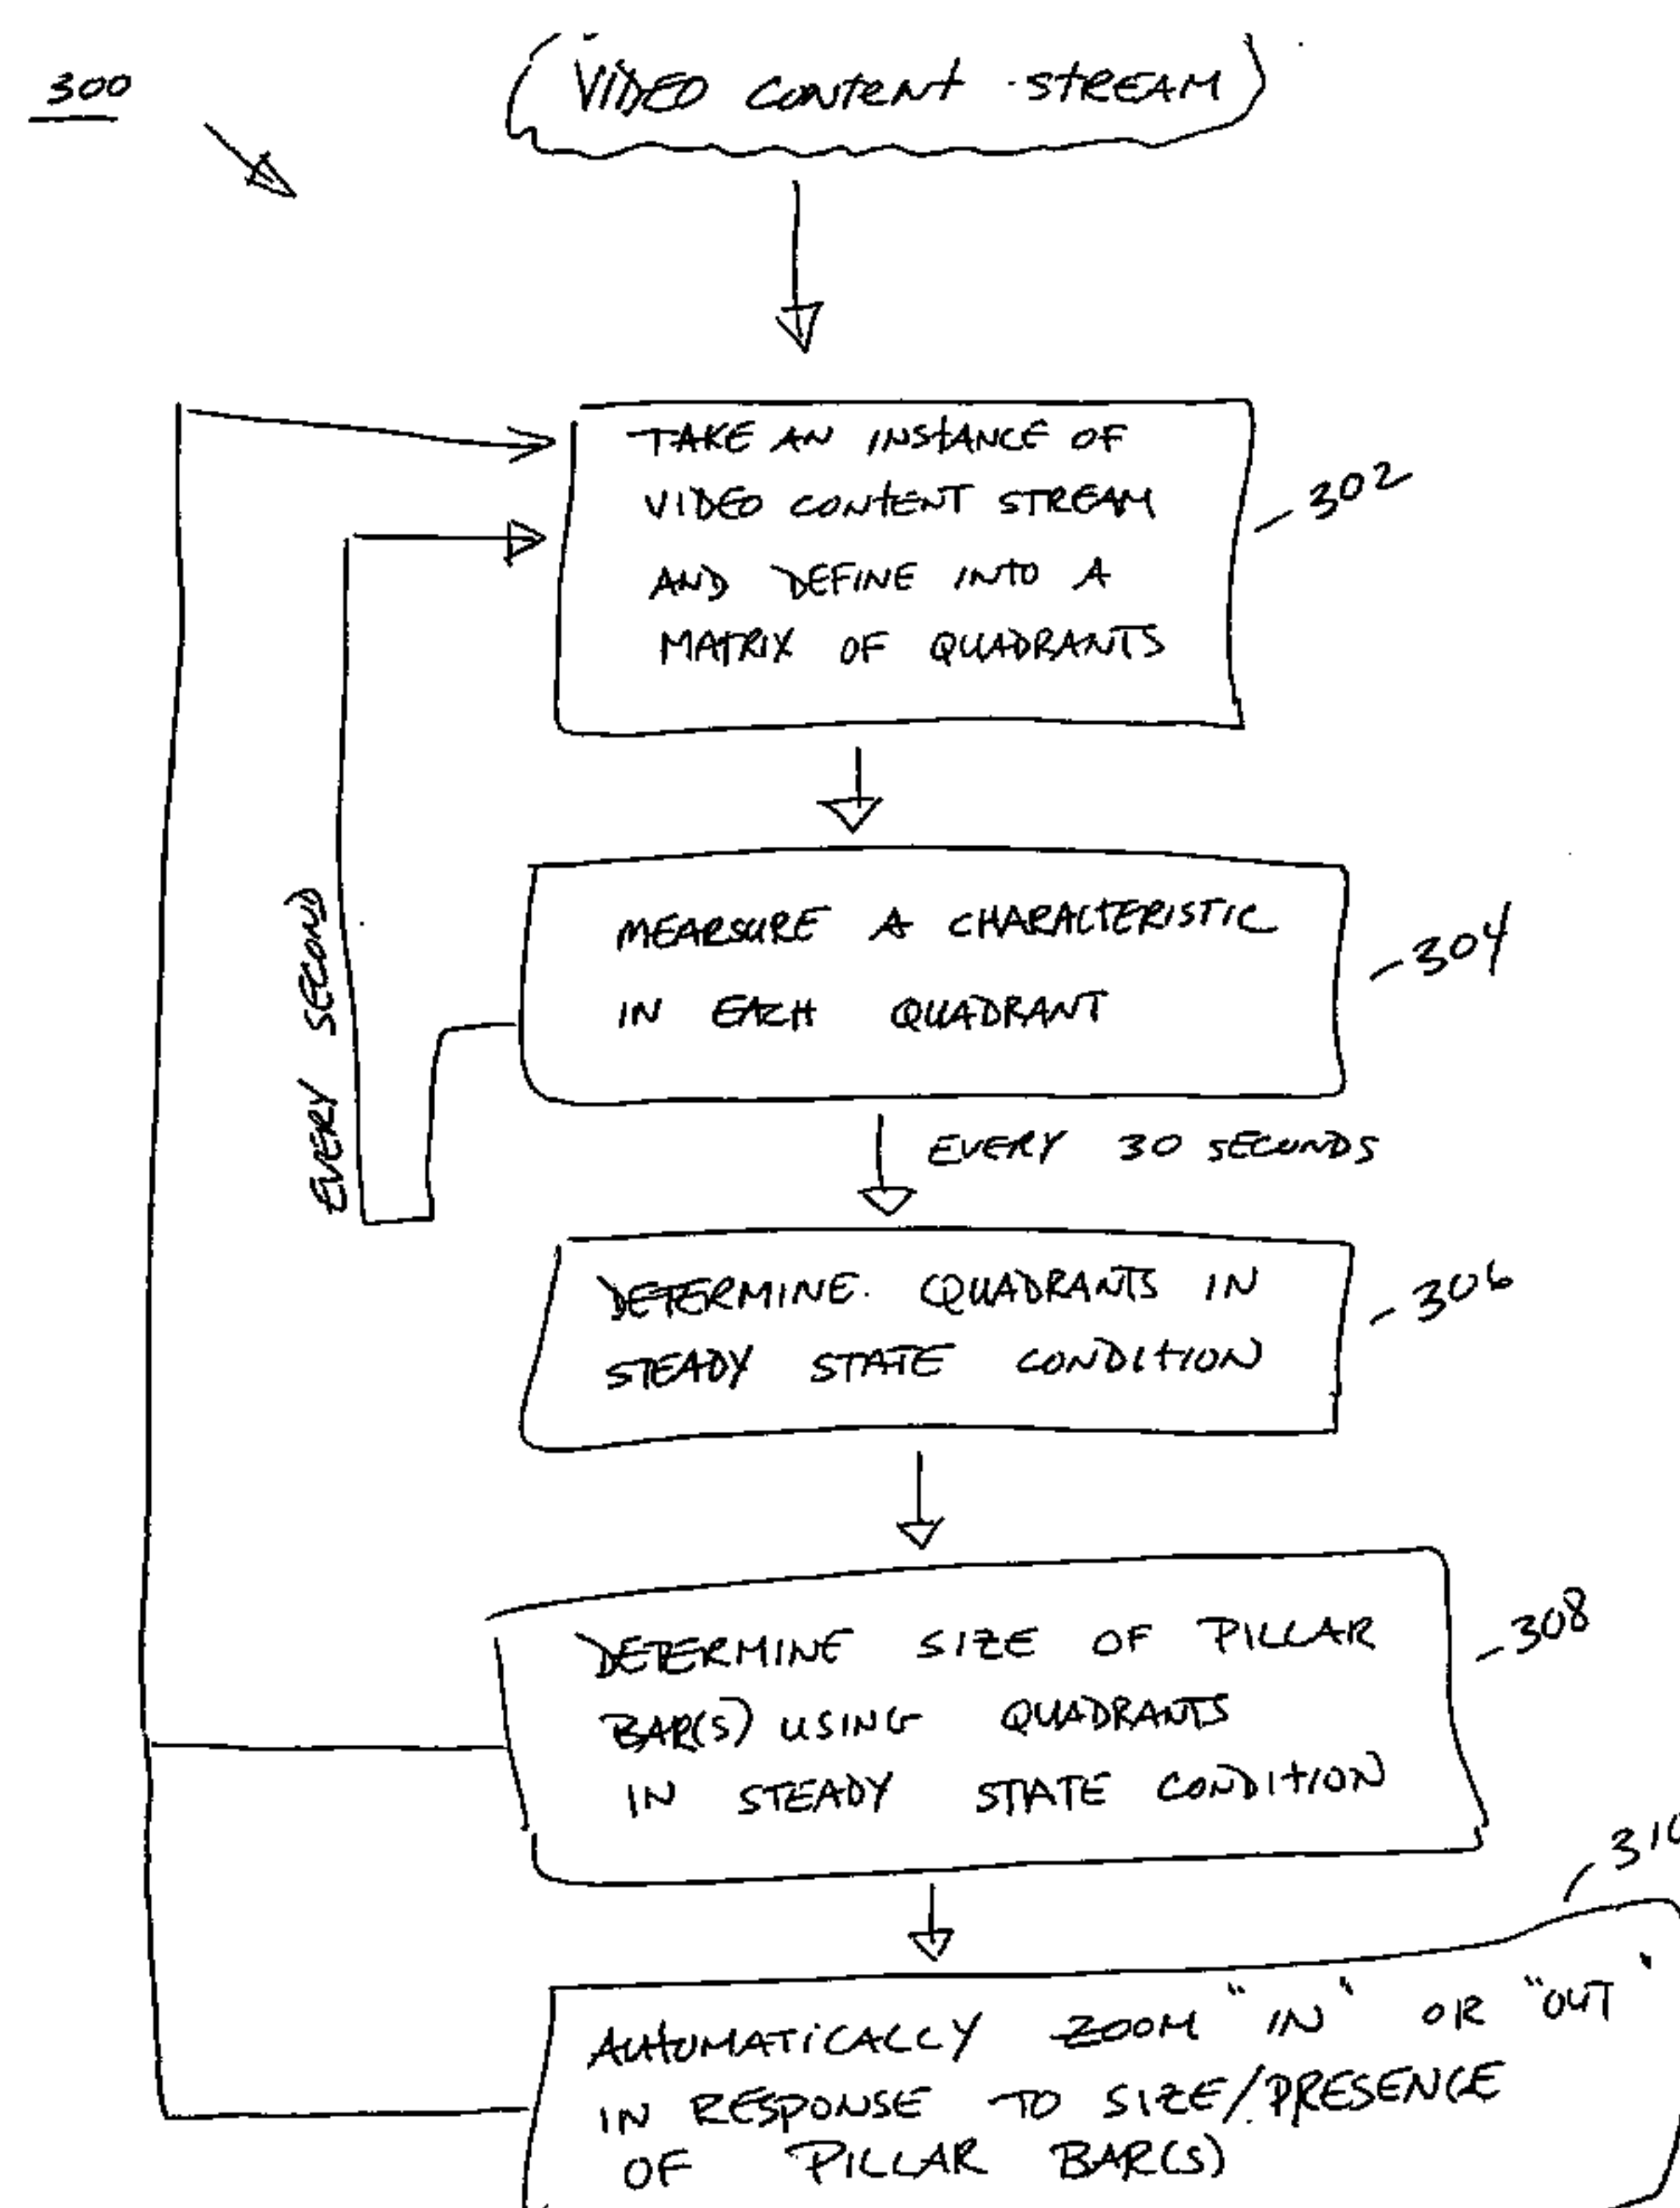 300
VIDEO CONTENT STREAM
TAKE AN INSTANCE OF
VIDEO CONTENT STREAM
AND DEFINE INTO A
MATRIX OF QUADRANTS
302
MEARSURE A CHARACTERISTIC
IN EACH QUADRANT
304
EVERY SECOND
EVERY 30 SECONDS
DETERMINE. QUADRANTS IN
STEADY STATE CONDITION
306
DETERMINE SIZE OF PILLAR
BAR(S) USING QUADRANTS
IN STEADY STATE CONDITION
308
310
AUTOMATICALLY ZOOM "IN" OR "OUT"
IN RESPONSE TO SIZE/PRESENCE
OF PILLAR BAR(S)